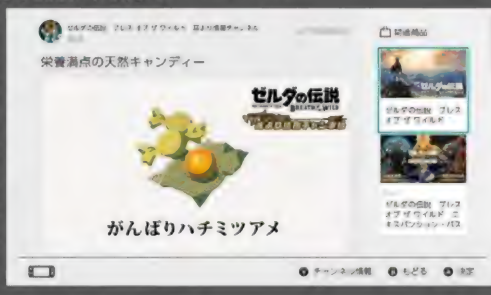 ゼルダの伝説 ブレス オブ ザ ワイルド 耳より情報チャンネル
栄養満点の天然キャンディー
ゼルダの伝説
BREATH OF THE WILD
がんばりハチミツアメ
関連商品
ゼルダの伝説 ブレス
オブ ザ ワイルド
ゼルダの伝説 ブレス
オブ ザ ワイルド エ
キスパンション・パス
チャンネル情報
もどる
決定